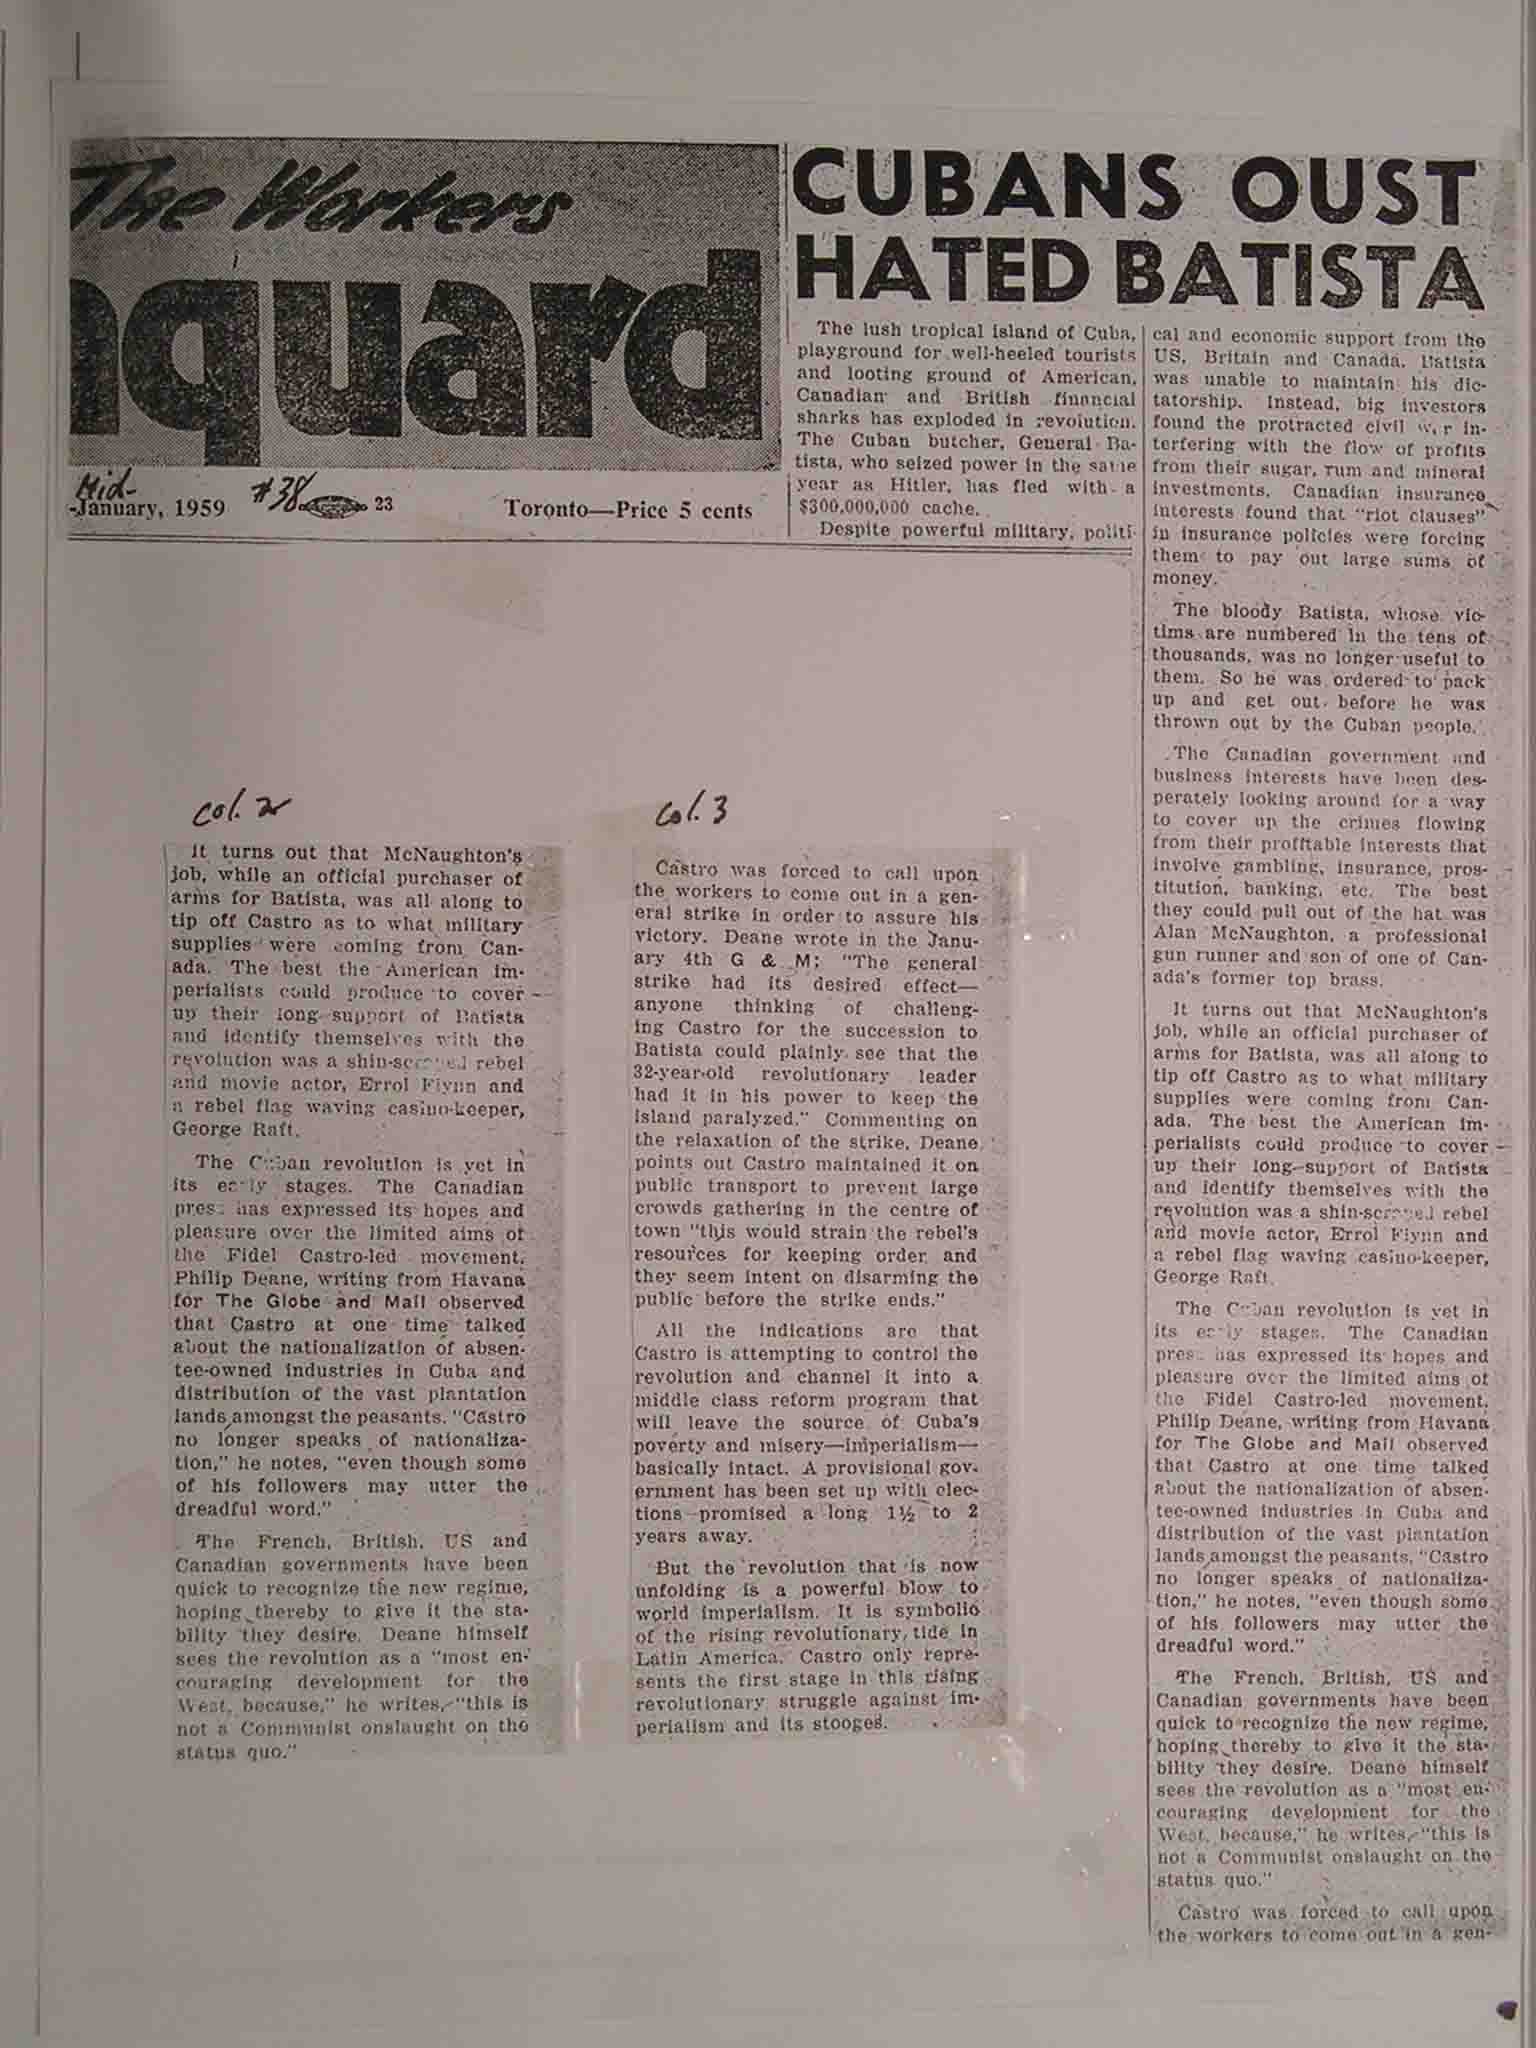 The Workers
nquard
Mid-
-January, 1959 #38 23 Toronto—Price 5 cents
CUBANS OUST
HATED BATISTA
The lush tropical island of Cuba,
playground for well-heeled tourists
and looting ground of American,
Canadian and British financial
sharks has exploded in revolution.
The Cuban butcher, General Ba-
tista, who seized power in the same
year as Hitler, has fled with a
$300,000,000 cache.
Despite powerful military, politi-
cal and economic support from the
US, Britain and Canada, Batista
was unable to maintain his dic-
tatorship. Instead, big investors
found the protracted civil war in-
terfering with the flow of profits
from their sugar, rum and mineral
investments. Canadian insurance
interests found that "riot clauses"
in insurance policies were forcing
them to pay out large sums of
money.
The bloody Batista, whose vic-
tims are numbered in the tens of
thousands, was no longer useful to
them. So he was ordered to pack
up and get out before he was
thrown out by the Cuban people.
The Canadian government and
business interests have been des-
perately looking around for a way
to cover up the crimes flowing
from their profitable interests that
involve gambling, insurance, pros-
titution, banking, etc. The best
they could pull out of the hat was
Alan McNaughton, a professional
gun runner and son of one of Can-
ada's former top brass.
It turns out that McNaughton's
job, while an official purchaser of
arms for Batista, was all along to
tip off Castro as to what military
supplies were coming from Can-
ada. The best the American im-
perialists could produce to cover
up their long support of Batista
and identify themselves with the
revolution was a shin-scraped rebel
and movie actor, Errol Flynn and
a rebel flag waving casino-keeper,
George Raft.
The Cuban revolution is yet in
its early stages. The Canadian
press has expressed its hopes and
pleasure over the limited aims of
the Fidel Castro-led movement.
Philip Deane, writing from Havana
for The Globe and Mail observed
that Castro at one time talked
about the nationalization of absen-
tee-owned industries in Cuba and
distribution of the vast plantation
lands amongst the peasants. "Castro
no longer speaks of nationaliza-
tion," he notes, "even though some
of his followers may utter the
dreadful word."
The French, British, US and
Canadian governments have been
quick to recognize the new regime,
hoping thereby to give it the sta-
bility they desire. Deane himself
sees the revolution as a "most en-
couraging development for the
West, because," he writes, "this is
not a Communist onslaught on the
status quo."
Castro was forced to call upon
the workers to come out in a gen-
col. 2
It turns out that McNaughton's
job, while an official purchaser of
arms for Batista, was all along to
tip off Castro as to what military
supplies were coming from Can-
ada. The best the American im-
perialists could produce to cover
up their long support of Batista
and identify themselves with the
revolution was a shin-scraped rebel
and movie actor, Errol Flynn and
a rebel flag waving casino-keeper,
George Raft.
The Cuban revolution is yet in
its early stages. The Canadian
press has expressed its hopes and
pleasure over the limited aims of
the Fidel Castro-led movement.
Philip Deane, writing from Havana
for The Globe and Mail observed
that Castro at one time talked
about the nationalization of absen-
tee-owned industries in Cuba and
distribution of the vast plantation
lands amongst the peasants. "Castro
no longer speaks of nationaliza-
tion," he notes, "even though some
of his followers may utter the
dreadful word."
The French, British, US and
Canadian governments have been
quick to recognize the new regime,
hoping thereby to give it the sta-
bility they desire. Deane himself
sees the revolution as a "most en-
couraging development for the
West, because," he writes, "this is
not a Communist onslaught on the
status quo."
col. 3
Castro was forced to call upon
the workers to come out in a gen-
eral strike in order to assure his
victory. Deane wrote in the Janu-
ary 4th G & M; "The general
strike had its desired effect—
anyone thinking of challeng-
ing Castro for the succession to
Batista could plainly see that the
32-year-old revolutionary leader
had it in his power to keep the
island paralyzed." Commenting on
the relaxation of the strike, Deane
points out Castro maintained it on
public transport to prevent large
crowds gathering in the centre of
town "this would strain the rebel's
resources for keeping order and
they seem intent on disarming the
public before the strike ends."
All the indications are that
Castro is attempting to control the
revolution and channel it into a
middle class reform program that
will leave the source of Cuba's
poverty and misery—imperialism—
basically intact. A provisional gov-
ernment has been set up with elec-
tions promised a long 1½ to 2
years away.
But the revolution that is now
unfolding is a powerful blow to
world imperialism. It is symbolic
of the rising revolutionary tide in
Latin America. Castro only repre-
sents the first stage in this rising
revolutionary struggle against im-
perialism and its stooges.